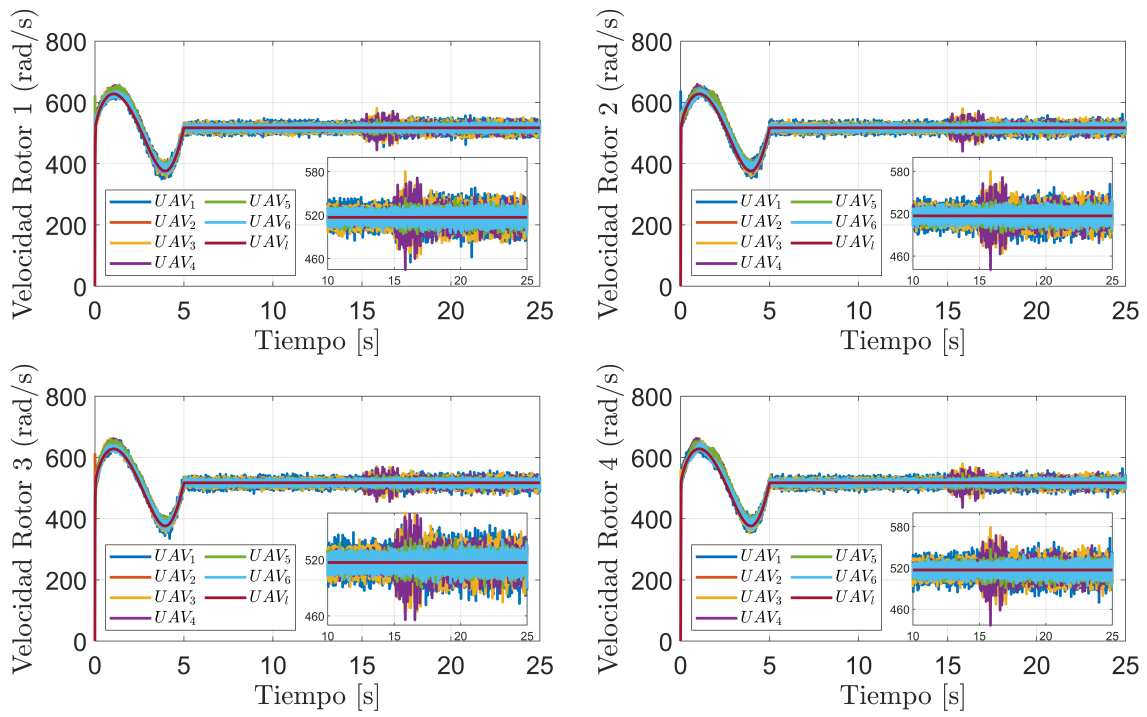 Velocidad Rotor 1 (rad/s)
800
600
400
200
0
580
520
460
10 15 20 25
UAV₁ UAV₅
UAV₂ UAV₆
UAV₃ UAVₗ
UAV₄
0 5 10 15 20 25
Tiempo [s]
Velocidad Rotor 2 (rad/s)
800
600
400
200
0
580
520
460
10 15 20 25
UAV₁ UAV₅
UAV₂ UAV₆
UAV₃ UAVₗ
UAV₄
0 5 10 15 20 25
Tiempo [s]
Velocidad Rotor 3 (rad/s)
800
600
400
200
0
520
460
10 15 20 25
UAV₁ UAV₅
UAV₂ UAV₆
UAV₃ UAVₗ
UAV₄
0 5 10 15 20 25
Tiempo [s]
Velocidad Rotor 4 (rad/s)
800
600
400
200
0
580
520
460
10 15 20 25
UAV₁ UAV₅
UAV₂ UAV₆
UAV₃ UAVₗ
UAV₄
0 5 10 15 20 25
Tiempo [s]